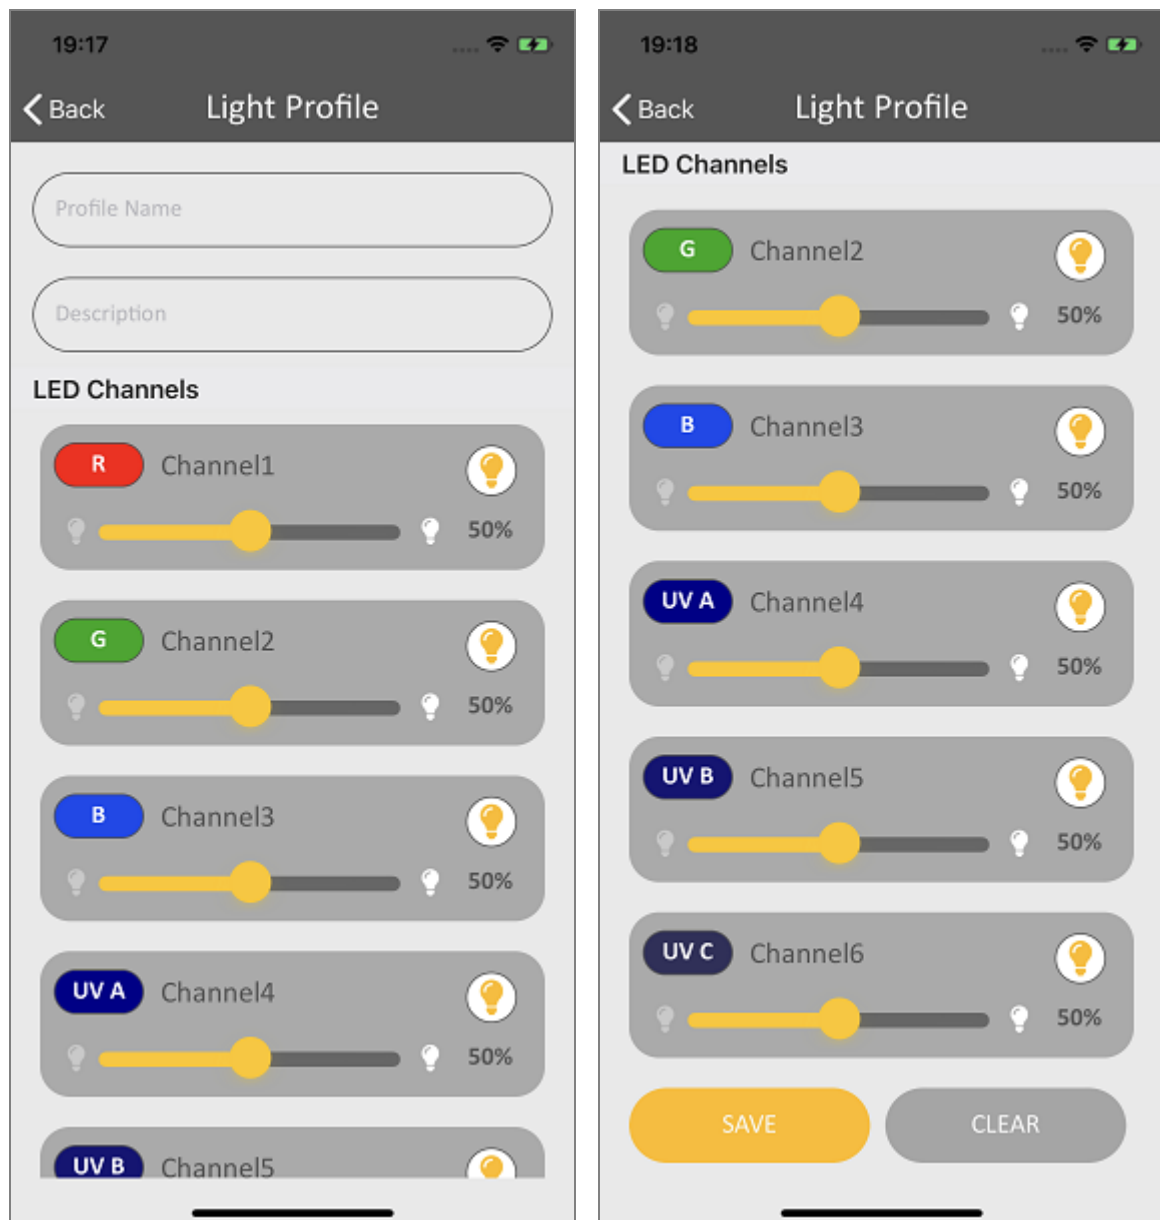 19:17
Back
Light Profile
Profile Name
Description
LED Channels
R
Channel1
50%
G
Channel2
50%
B
Channel3
50%
UV A
Channel4
50%
UV B
Channel5
19:18
Back
Light Profile
LED Channels
G
Channel2
50%
B
Channel3
50%
UV A
Channel4
50%
UV B
Channel5
50%
UV C
Channel6
50%
SAVE
CLEAR